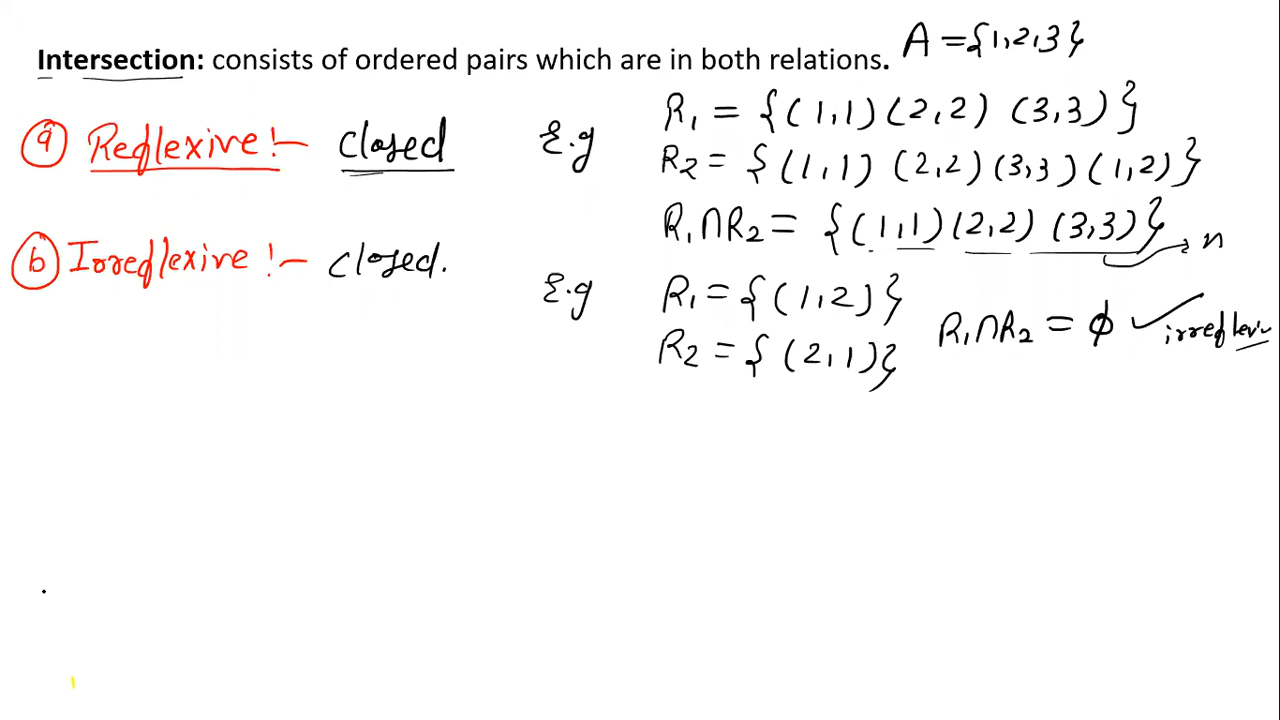 Intersection: consists of ordered pairs which are in both relations.
A = {1,2,3}
a Reflexive :- closed
E.g
R₁ = {(1,1) (2,2) (3,3)}
R₂ = {(1,1) (2,2) (3,3) (1,2)}
R₁∩R₂ = {(1,1) (2,2) (3,3)} → n
b Irreflexive :- closed.
E.g
R₁ = {(1,2)}
R₂ = {(2,1)}
R₁∩R₂ = ϕ ✓